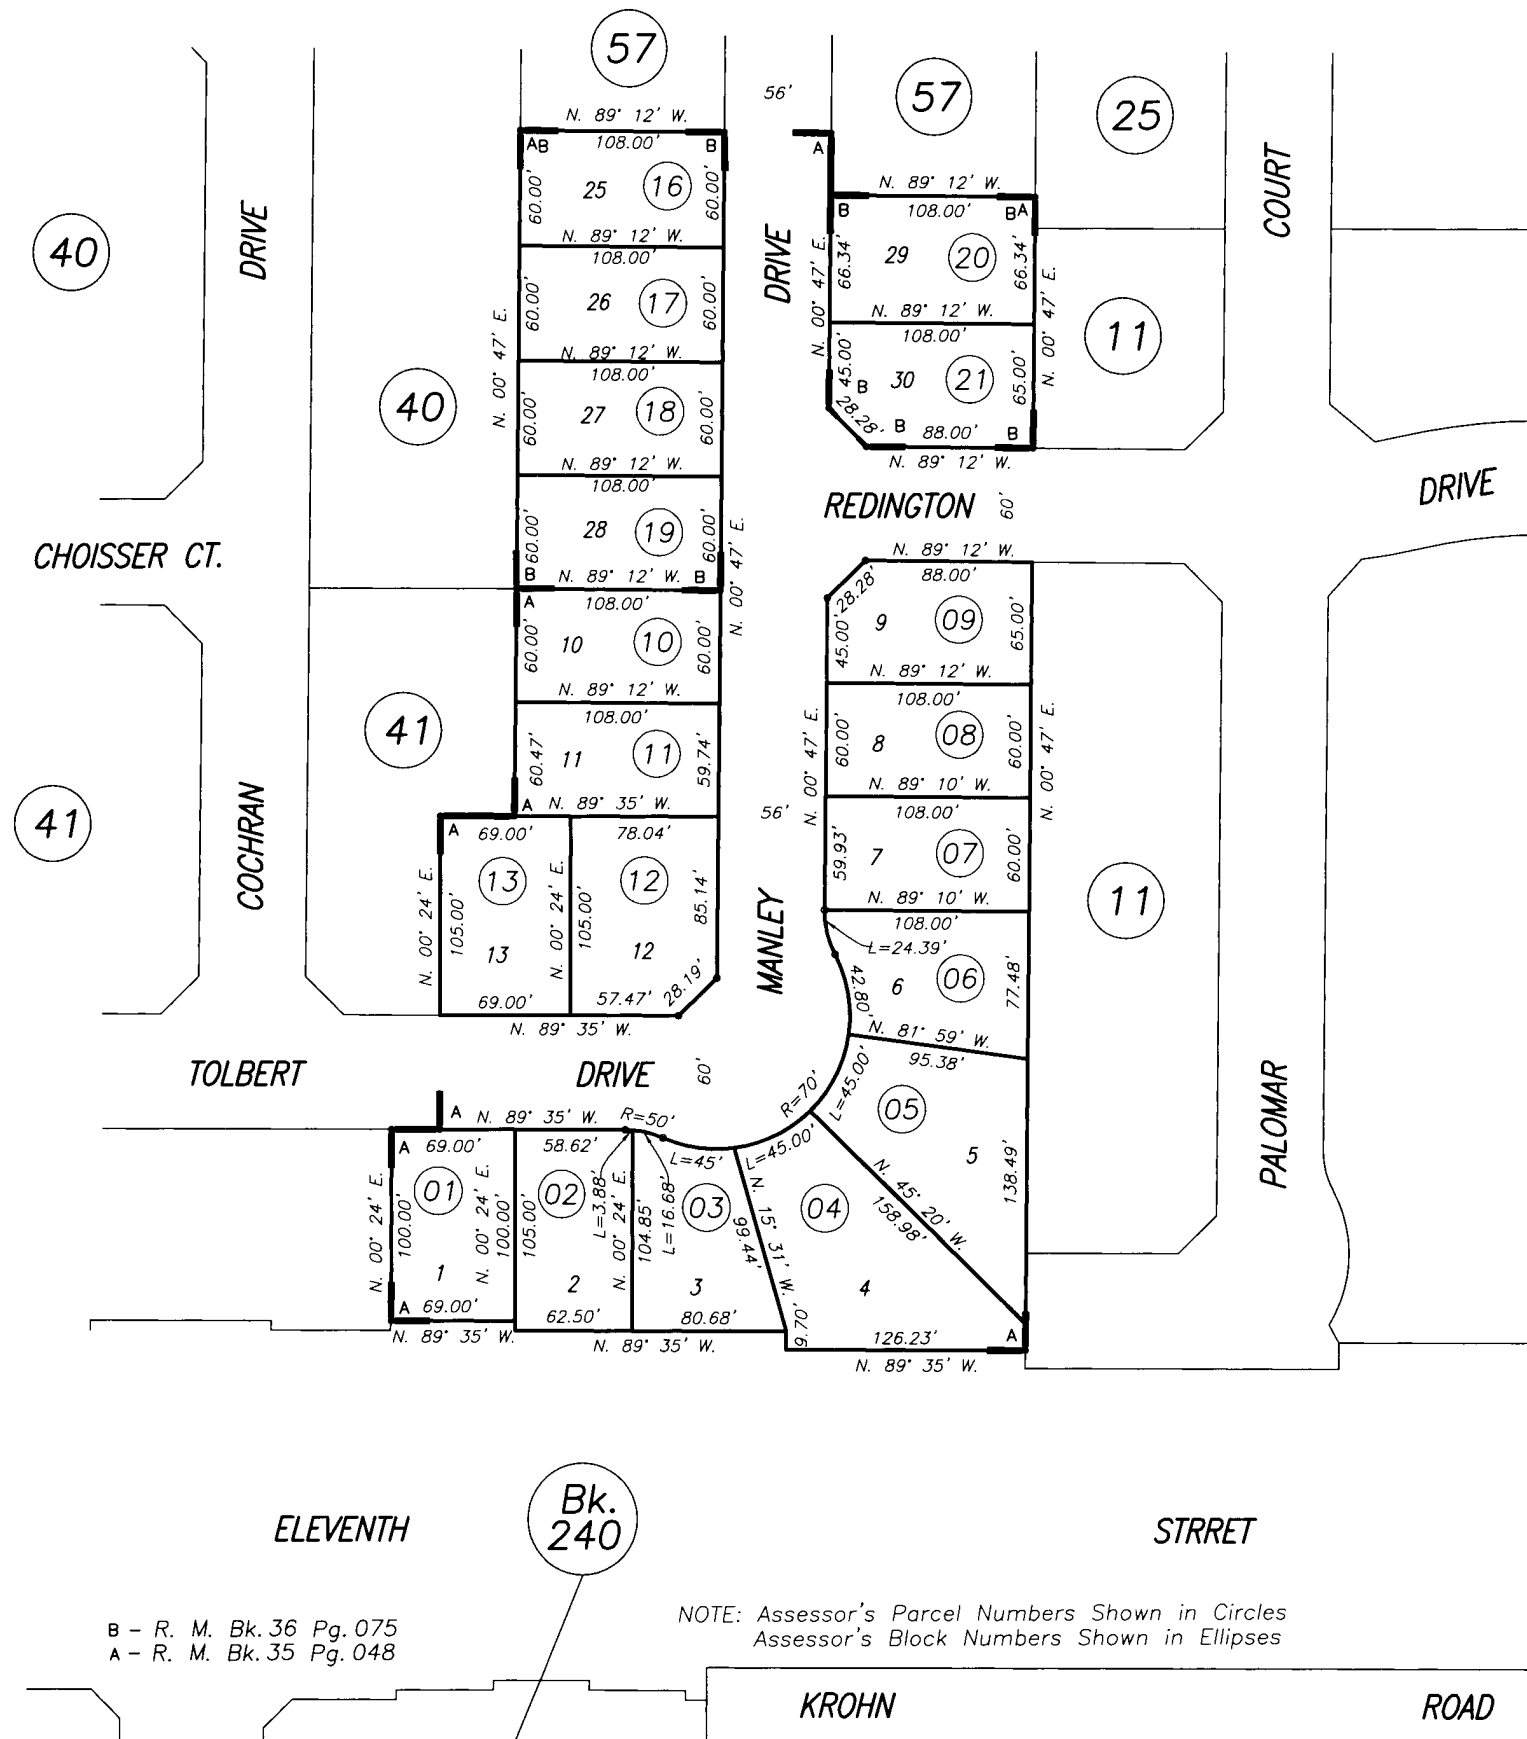 57
N. 89° 12' W.
56'
57
25
A B
108.00'
B
A
60.00'
25
16
60.00'
N. 89° 12' W.
B
108.00'
B A
COURT
40
DRIVE
N. 89° 12' W.
108.00'
DRIVE
N. 00° 47' E.
66.34'
29
20
66.34'
N. 00° 47' E.
60.00'
26
17
60.00'
N. 89° 12' W.
108.00'
11
N. 00° 47' E.
N. 89° 12' W.
108.00'
45.00'
B
30
21
65.00'
40
60.00'
27
18
60.00'
28.28'
B
88.00'
B
N. 89° 12' W.
108.00'
N. 89° 12' W.
DRIVE
REDINGTON
60'
60.00'
28
19
60.00'
N. 00° 47' E.
CHOISSER CT.
B
N. 89° 12' W.
B
N. 89° 12' W.
A
108.00'
28.28'
88.00'
60.00'
10
10
60.00'
45.00'
9
09
65.00'
N. 89° 12' W.
N. 89° 12' W.
108.00'
108.00'
41
60.47'
11
11
59.74'
N. 00° 47' E.
60.00'
8
08
60.00'
N. 00° 47' E.
N. 89° 10' W.
A
N. 89° 35' W.
56'
108.00'
41
COCHRAN
A
69.00'
78.04'
59.93'
7
07
60.00'
N. 00° 24' E.
105.00'
13
N. 00° 24' E.
105.00'
12
85.14'
N. 89° 10' W.
11
108.00'
13
12
MANLEY
L=24.39'
42.80'
6
06
77.48'
69.00'
57.47'
28.19'
N. 89° 35' W.
N. 81° 59' W.
95.38'
TOLBERT
DRIVE
60'
R=70'
L=45.00'
05
PALOMAR
A
N. 89° 35' W.
R=50'
A
69.00'
58.62'
L=45'
L=45.00'
5
138.49'
N. 00° 24' E.
100.00'
01
N. 00° 24' E.
100.00'
105.00'
02
L=3.88'
N. 00° 24' E.
104.85'
L=16.68'
03
N. 15° 31' W.
99.44'
04
N. 45° 20' W.
158.98'
1
2
3
4
A
69.00'
62.50'
80.68'
9.70'
126.23'
A
N. 89° 35' W.
N. 89° 35' W.
N. 89° 35' W.
Bk.
240
ELEVENTH
STRRET
B - R. M. Bk. 36 Pg. 075
A - R. M. Bk. 35 Pg. 048
NOTE: Assessor's Parcel Numbers Shown in Circles
Assessor's Block Numbers Shown in Ellipses
KROHN
ROAD